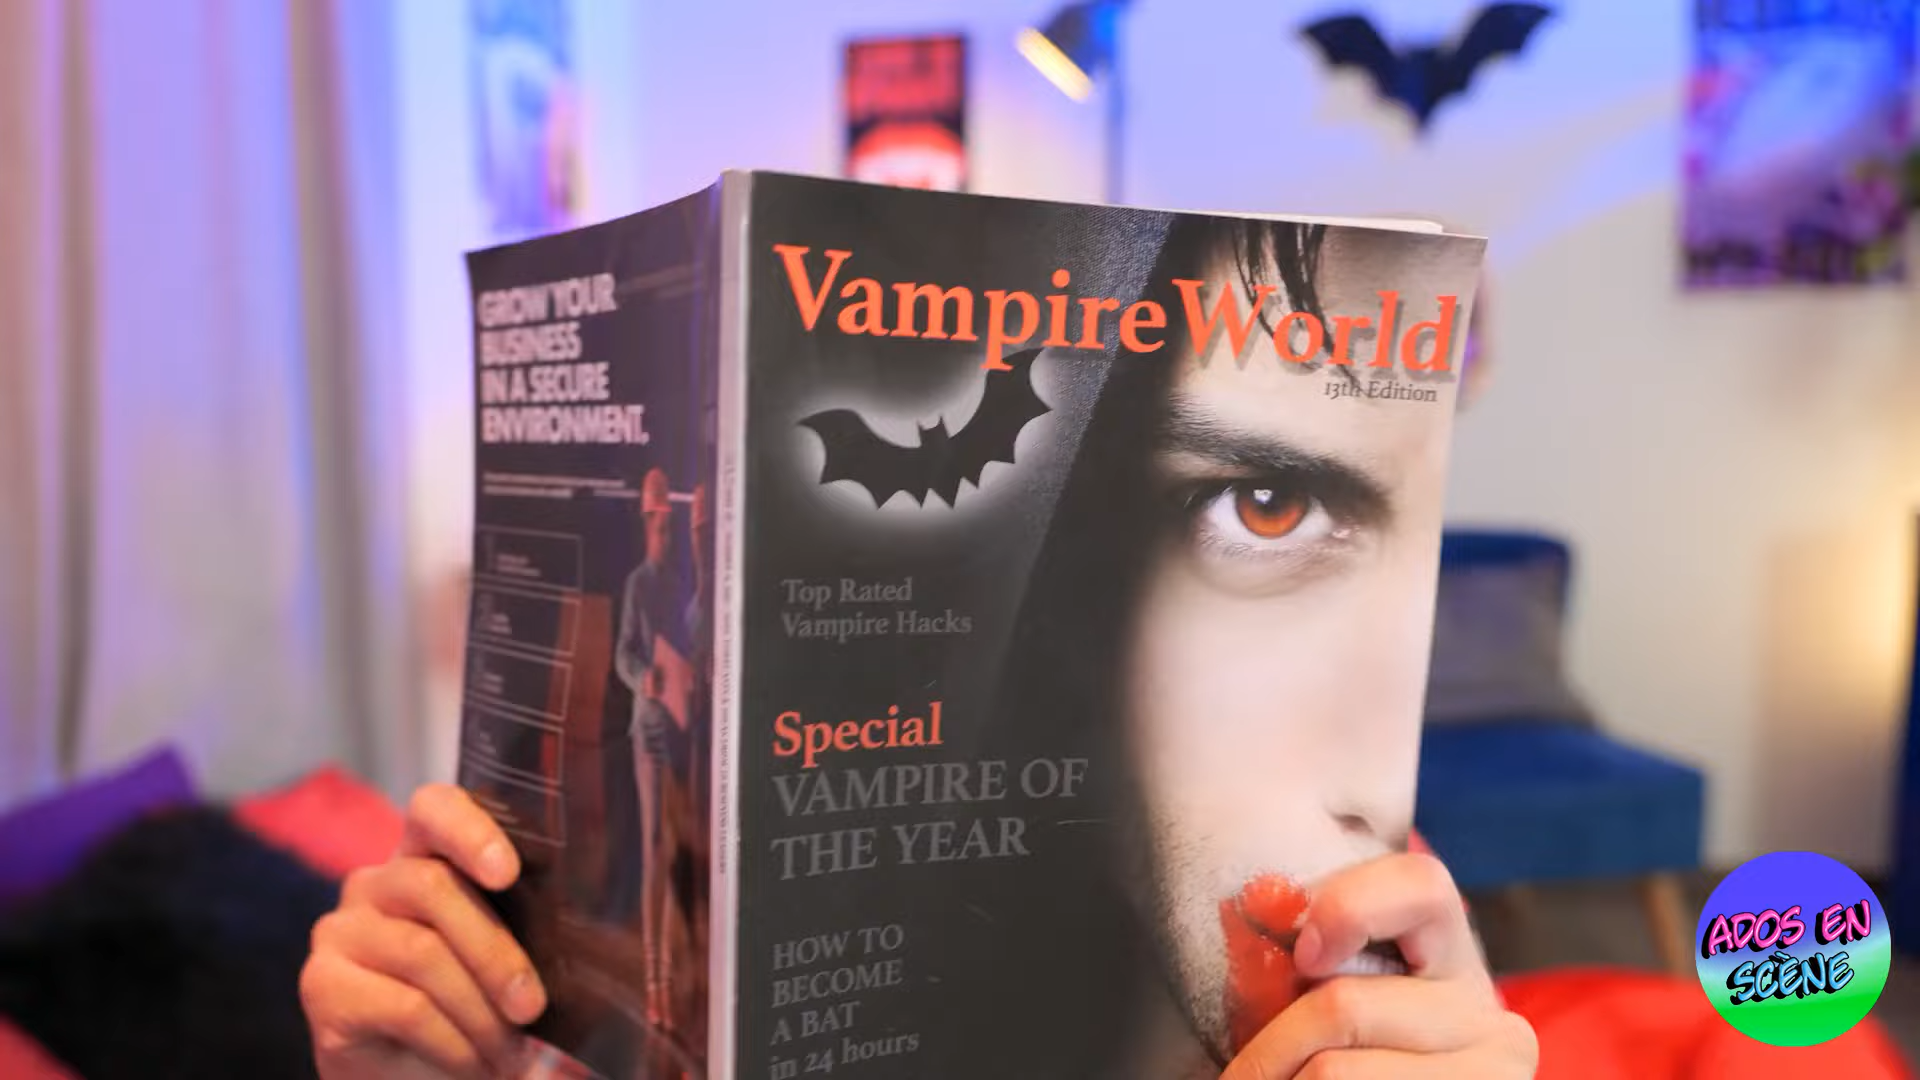 GROW YOUR
BUSINESS
IN A SECURE
ENVIRONMENT.
VampireWorld
13th Edition
Top Rated
Vampire Hacks
Special
VAMPIRE OF
THE YEAR
HOW TO
BECOME
A BAT
in 24 hours
ADOS EN
SCÈNE